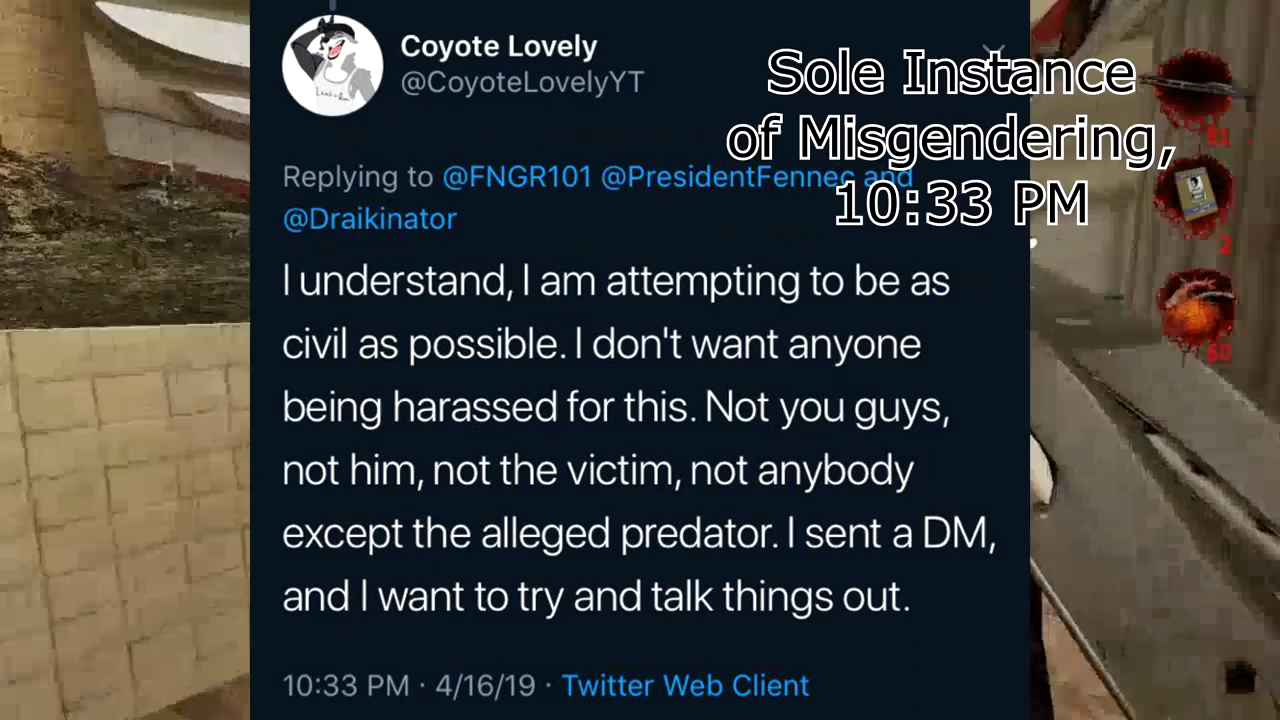 Coyote Lovely
@CoyoteLovelyYT
Sole Instance
of Misgendering,
10:33 PM
Replying to @FNGR101 @PresidentFennec and
@Draikinator
I understand, I am attempting to be as
civil as possible. I don't want anyone
being harassed for this. Not you guys,
not him, not the victim, not anybody
except the alleged predator. I sent a DM,
and I want to try and talk things out.
10:33 PM · 4/16/19 · Twitter Web Client
2